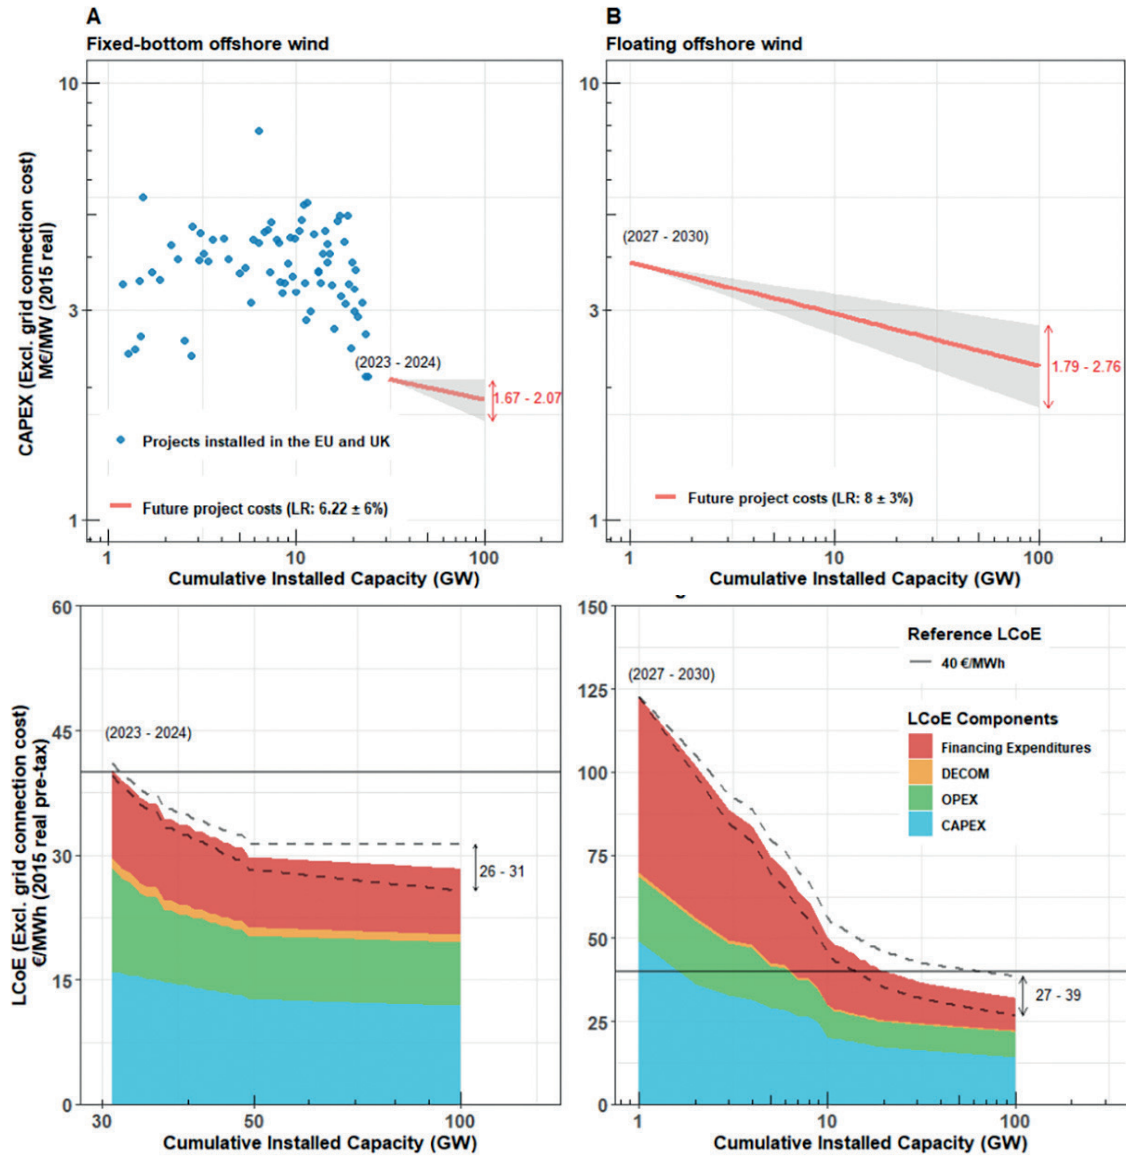 A
Fixed-bottom offshore wind
B
Floating offshore wind
CAPEX (Excl. grid connection cost)
M€/MW (2015 real)
10
3
1
(2023 - 2024)
1.67 - 2.07
Projects installed in the EU and UK
Future project costs (LR: 6.22 ± 6%)
1 10 100
Cumulative Installed Capacity (GW)
10
3
1
(2027 - 2030)
1.79 - 2.76
Future project costs (LR: 8 ± 3%)
1 10 100
Cumulative Installed Capacity (GW)
LCoE (Excl. grid connection cost)
€/MWh (2015 real pre-tax)
60
45
30
15
0
(2023 - 2024)
26 - 31
30 50 100
Cumulative Installed Capacity (GW)
150
125
100
75
50
25
0
(2027 - 2030)
Reference LCoE
40 €/MWh
LCoE Components
Financing Expenditures
DECOM
OPEX
CAPEX
27 - 39
1 10 100
Cumulative Installed Capacity (GW)